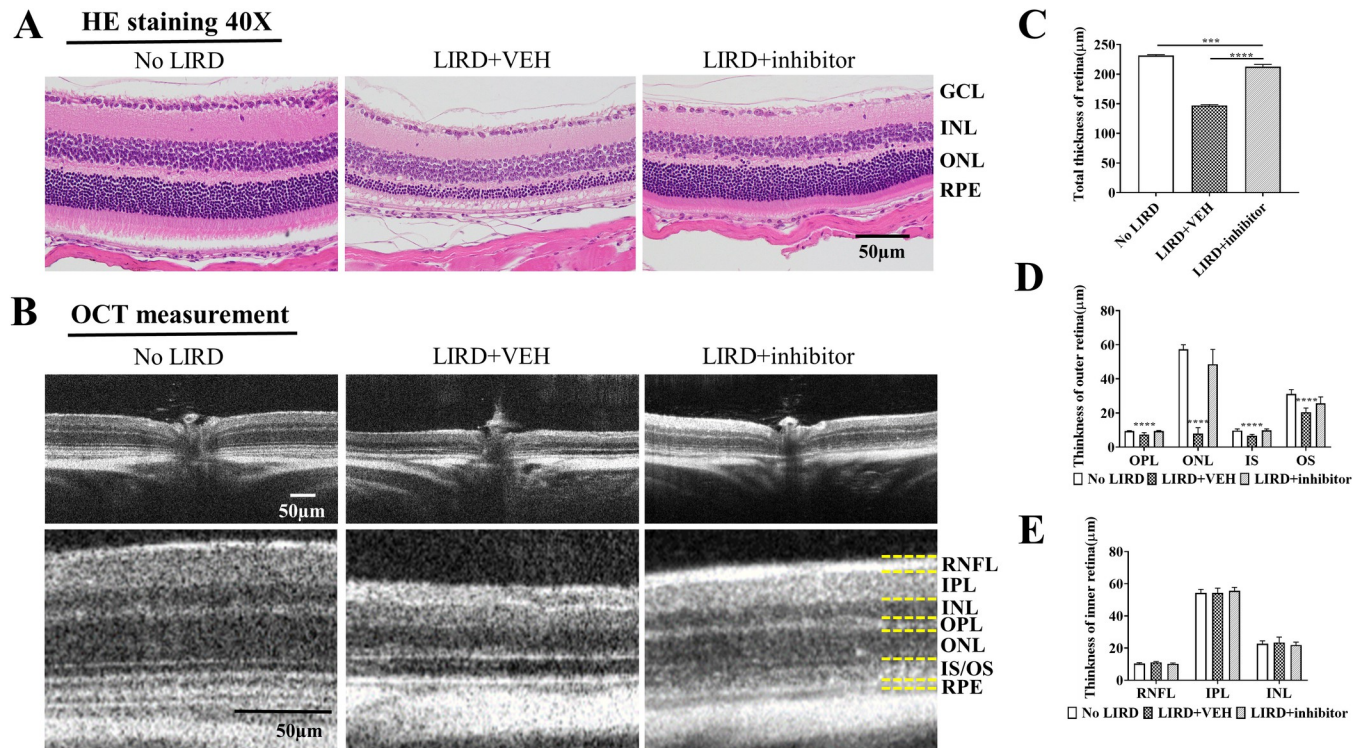 A
HE staining 40X
No LIRD
LIRD+VEH
LIRD+inhibitor
GCL
INL
ONL
RPE
50μm
B
OCT measurement
No LIRD
LIRD+VEH
LIRD+inhibitor
50μm
RNFL
IPL
INL
OPL
ONL
IS/OS
RPE
50μm
C
Total thickness of retina(μm)
250
200
150
100
50
0
***
****
No LIRD
LIRD+VEH
LIRD+inhibitor
D
Thinkness of outer retina(μm)
80
60
40
20
0
****
****
****
****
OPL ONL IS OS
No LIRD LIRD+VEH LIRD+inhibitor
E
Thinkness of inner retina(μm)
80
60
40
20
0
RNFL IPL INL
No LIRD LIRD+VEH LIRD+inhibitor